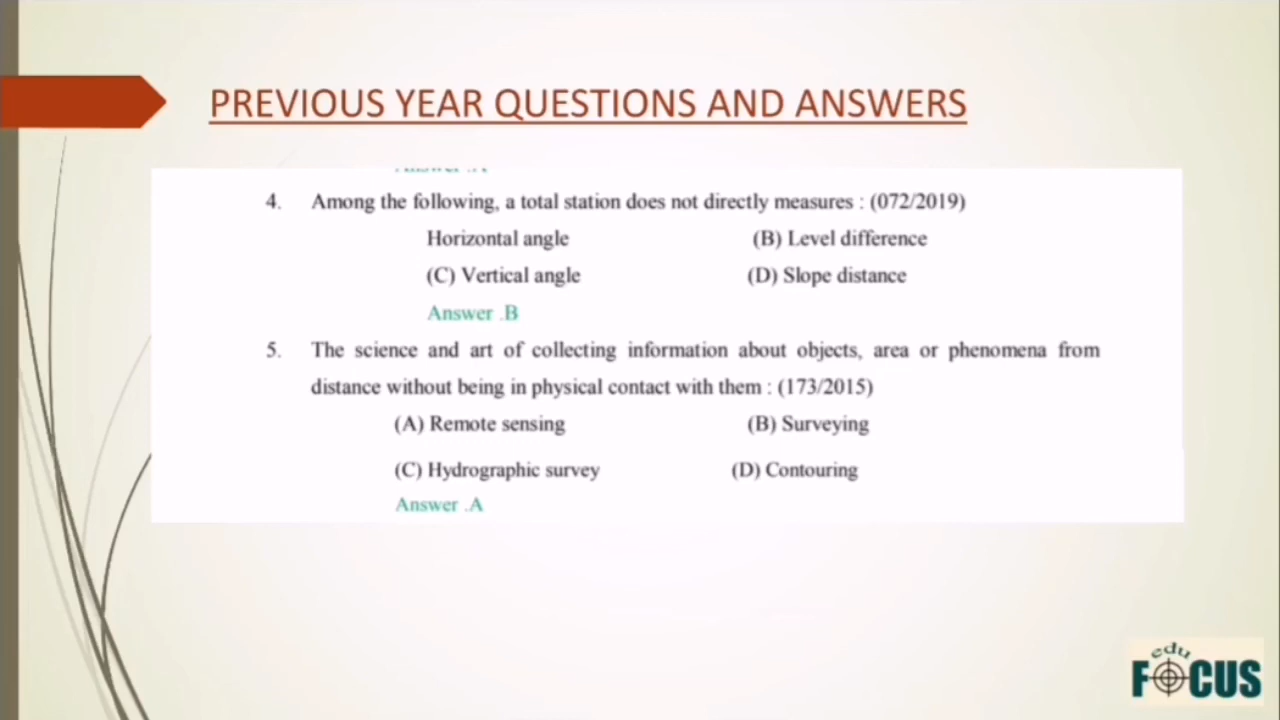 PREVIOUS YEAR QUESTIONS AND ANSWERS
4. Among the following, a total station does not directly measures : (072/2019)
Horizontal angle (B) Level difference
(C) Vertical angle (D) Slope distance
Answer .B
5. The science and art of collecting information about objects, area or phenomena from
distance without being in physical contact with them : (173/2015)
(A) Remote sensing (B) Surveying
(C) Hydrographic survey (D) Contouring
Answer .A
edu
FOCUS